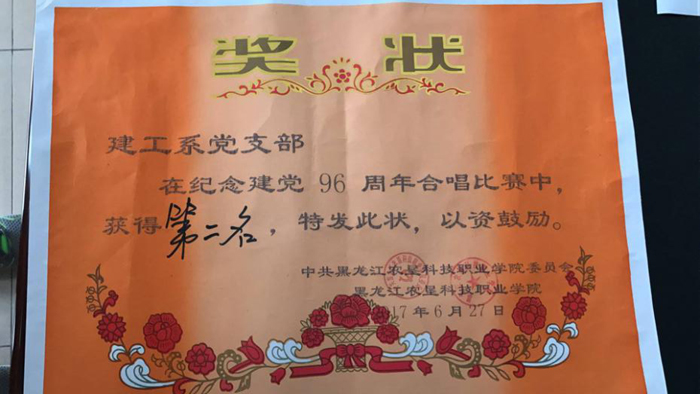 奖状
建工系党支部
在纪念建党 96 周年合唱比赛中，
获得第二名，特发此状，以资鼓励。
中共黑龙江农垦科技职业学院委员会
黑龙江农垦科技职业学院
17年6月27日